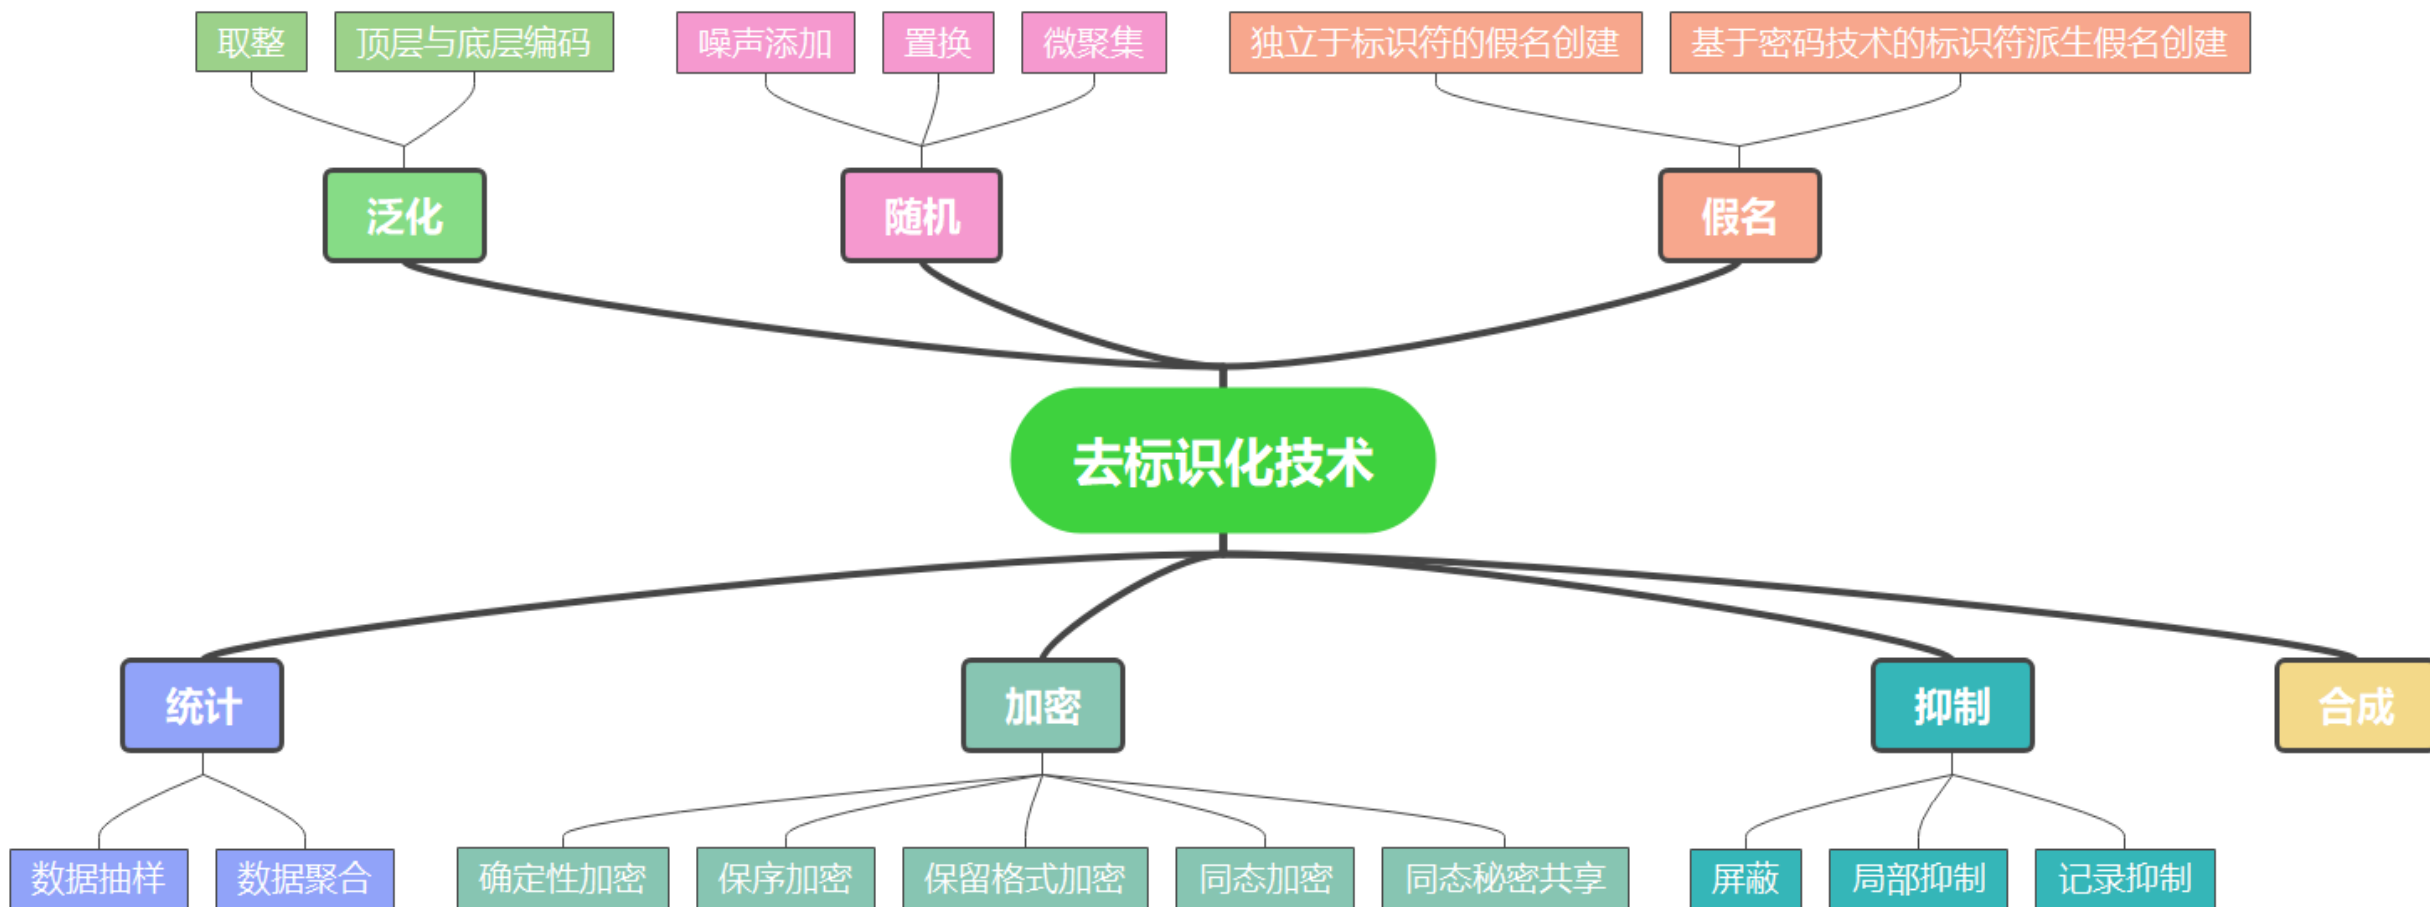 取整
顶层与底层编码
噪声添加
置换
微聚集
独立于标识符的假名创建
基于密码技术的标识符派生假名创建
泛化
随机
假名
去标识化技术
统计
加密
抑制
合成
数据抽样
数据聚合
确定性加密
保序加密
保留格式加密
同态加密
同态秘密共享
屏蔽
局部抑制
记录抑制